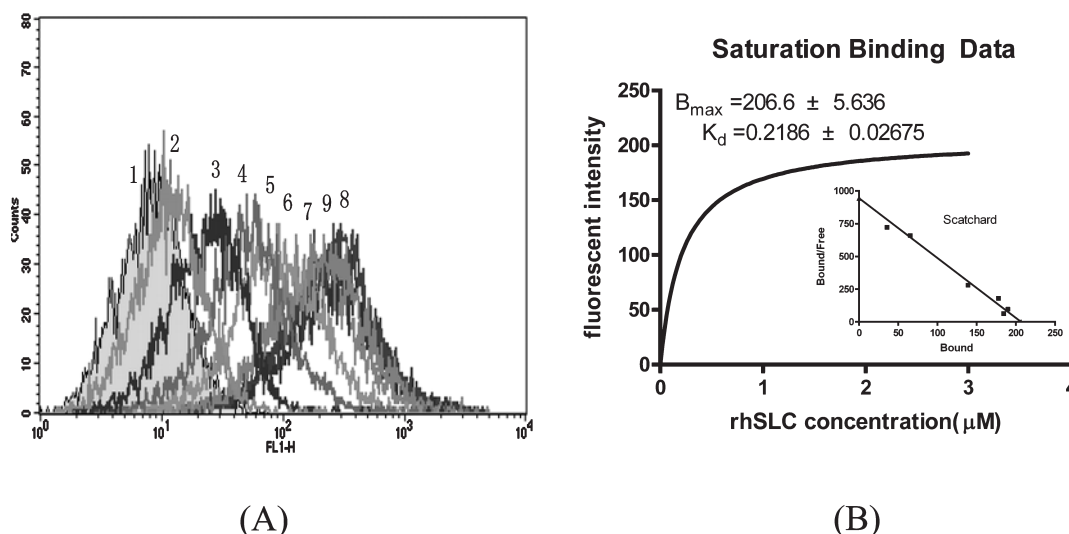 80
70
60
50
40
30
20
10
0
Counts
1 2 3 4 5 6 7 9 8
10^0 10^1 10^2 10^3 10^4
FL1-H
(A)
Saturation Binding Data
B_max =206.6 ± 5.636
K_d =0.2186 ± 0.02675
250
200
150
100
50
0
fluorescent intensity
0 1 2 3 4
rhSLC concentration(μM)
Scatchard
1000
750
500
250
0
Bound/Free
0 50 100 150 200 250
Bound
(B)